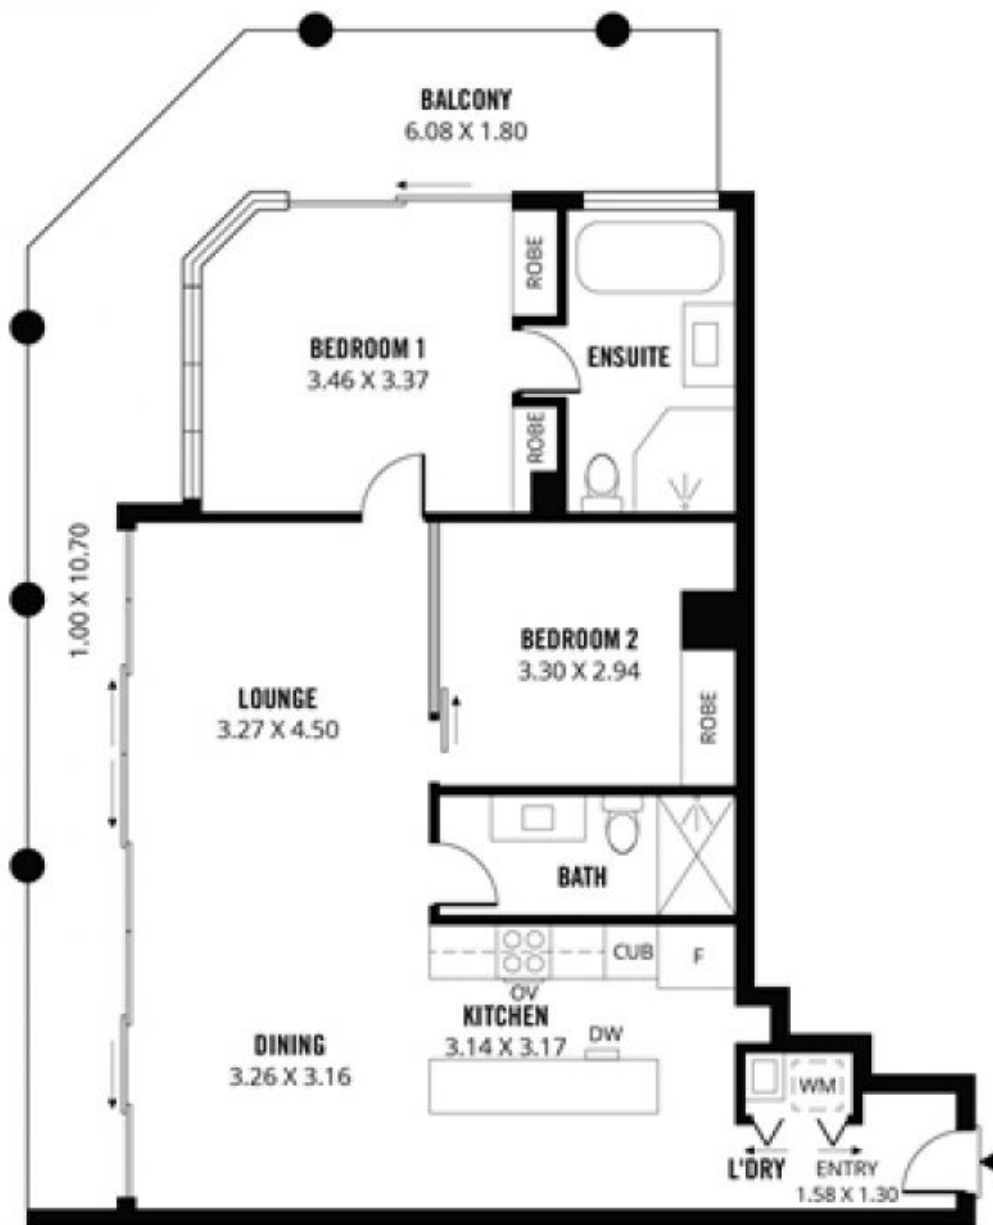 BALCONY
6.08 X 1.80
ROBE
BEDROOM 1
3.46 X 3.37
ENSUITE
ROBE
1.00 X 10.70
BEDROOM 2
3.30 X 2.94
LOUNGE
3.27 X 4.50
ROBE
BATH
CUB
F
OV
KITCHEN
3.14 X 3.17
DW
DINING
3.26 X 3.16
WM
L'DRY
ENTRY
1.58 X 1.30